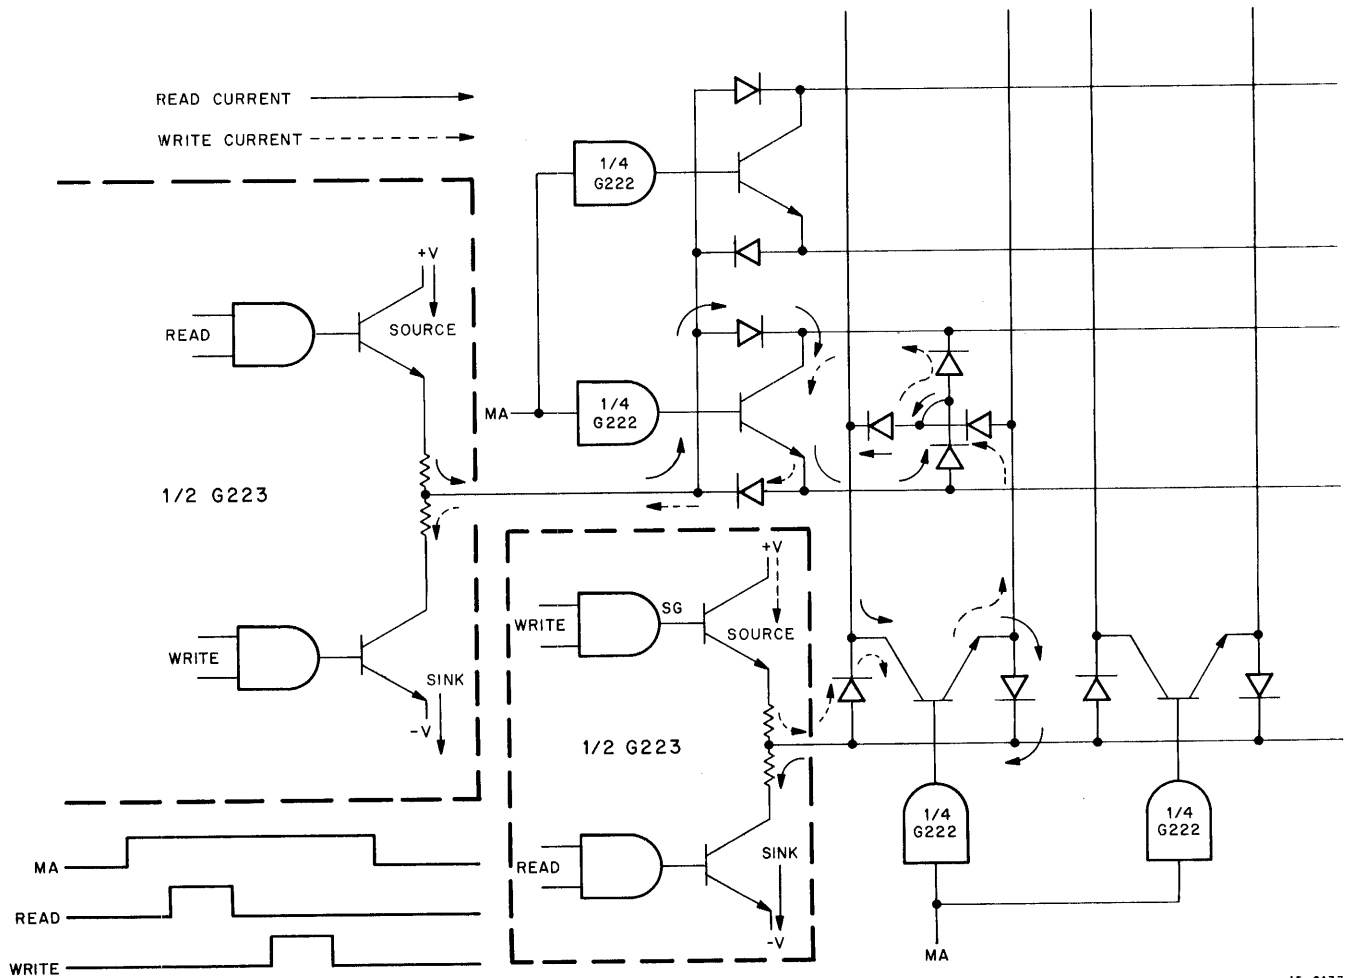 READ CURRENT
WRITE CURRENT
1/4
G222
+V
SOURCE
READ
MA
1/4
G222
1/2 G223
WRITE
SINK
-V
+V
WRITE
SG
SOURCE
1/2 G223
READ
SINK
-V
1/4
G222
1/4
G222
MA
MA
READ
WRITE